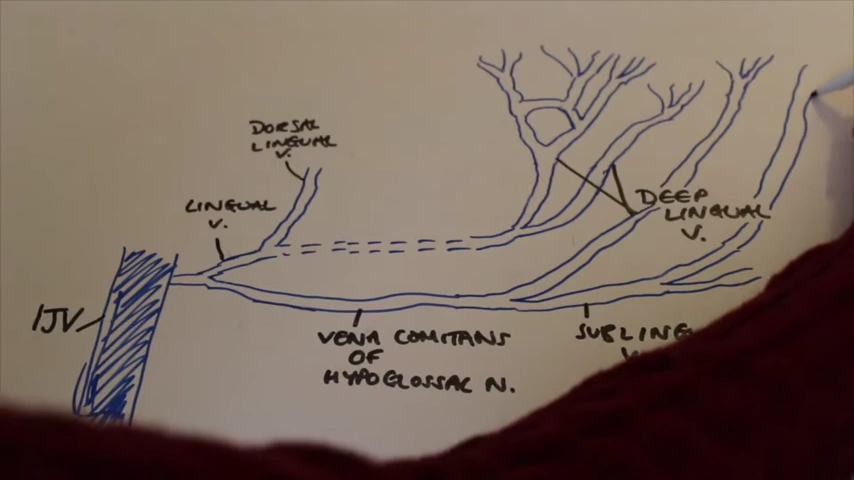 DORSAL
LINGUAL
V.
LINGUAL
V.
DEEP
LINGUAL
V.
IJV
VENA COMITANS
OF
HYPOGLOSSAL N.